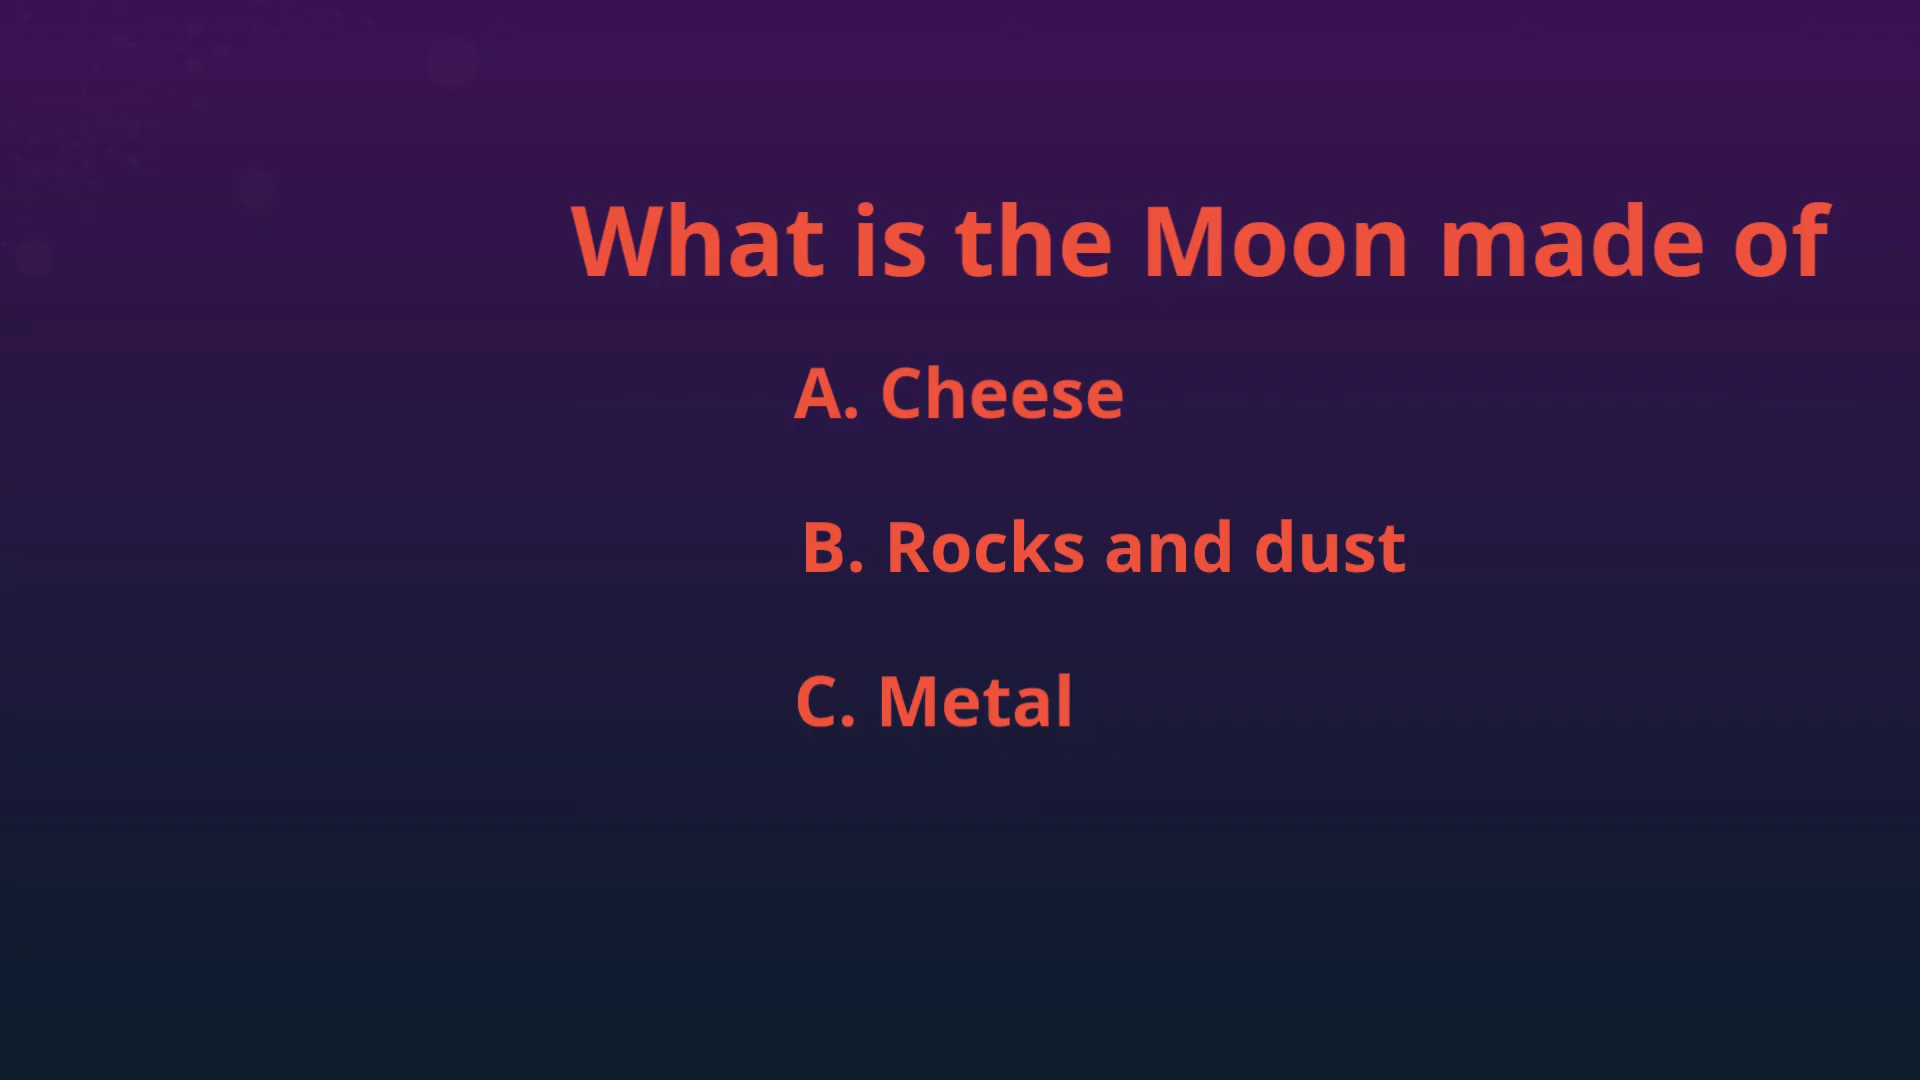 What is the Moon made of
A. Cheese
B. Rocks and dust
C. Metal